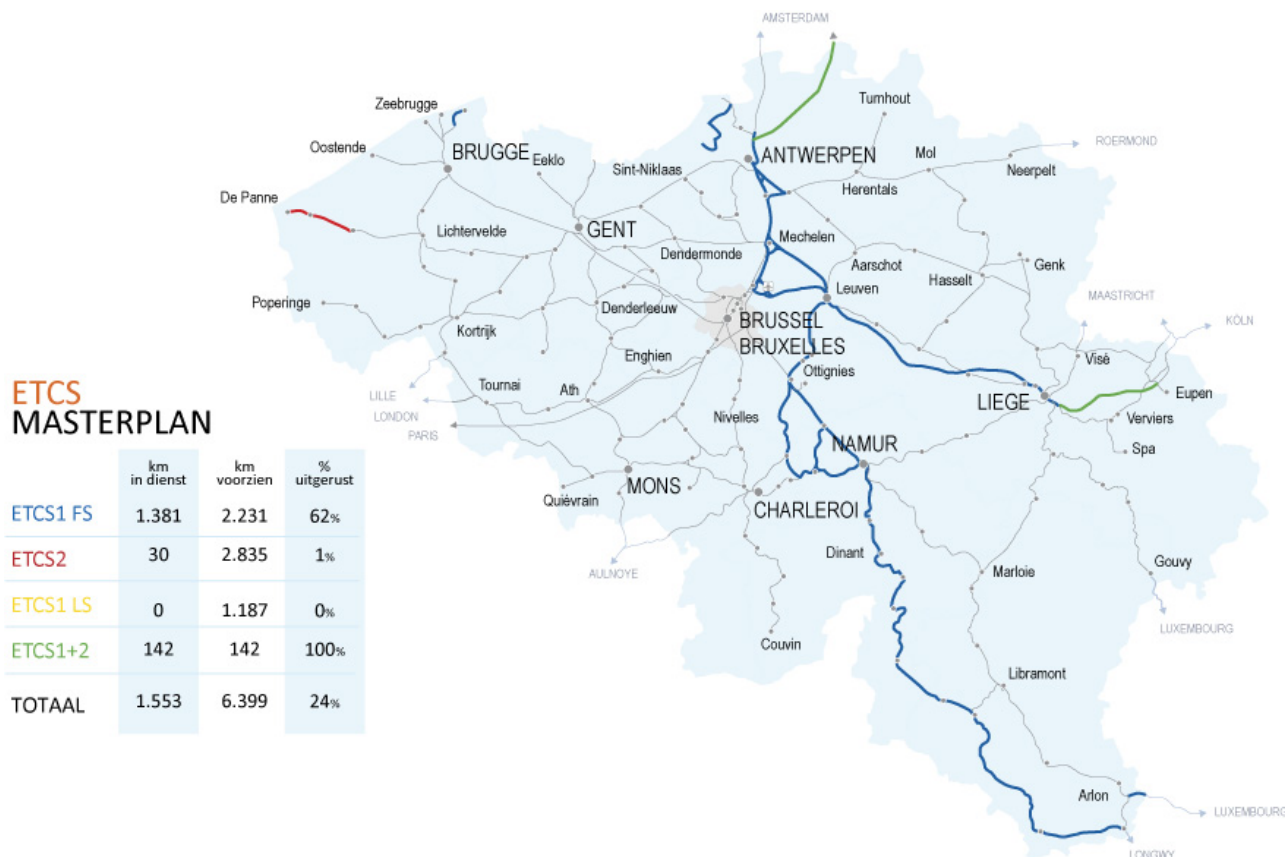 AMSTERDAM
Zeebrugge
Turnhout
Oostende
BRUGGE
Eeklo
Sint-Niklaas
ANTWERPEN
Mol
ROERMOND
Neerpelt
Herentals
De Panne
Lichtervelde
GENT
Mechelen
Dendermonde
Aarschot
Hasselt
Genk
Leuven
MAASTRICHT
Poperinge
Denderleeuw
BRUSSEL
BRUXELLES
KÖLN
Kortrijk
Enghien
Visé
Ottignies
Tournai
Ath
LILLE
LONDON
PARIS
Nivelles
LIEGE
Eupen
Verviers
Spa
NAMUR
MONS
Quiévrain
CHARLEROI
AULNOYE
Dinant
Marloie
Gouvy
LUXEMBOURG
Couvin
Libramont
Arlon
LUXEMBOURG
LONGWY
ETCS
MASTERPLAN
km in dienst km voorzien % uitgerust
ETCS1 FS 1.381 2.231 62%
ETCS2 30 2.835 1%
ETCS1 LS 0 1.187 0%
ETCS1+2 142 142 100%
TOTAAL 1.553 6.399 24%